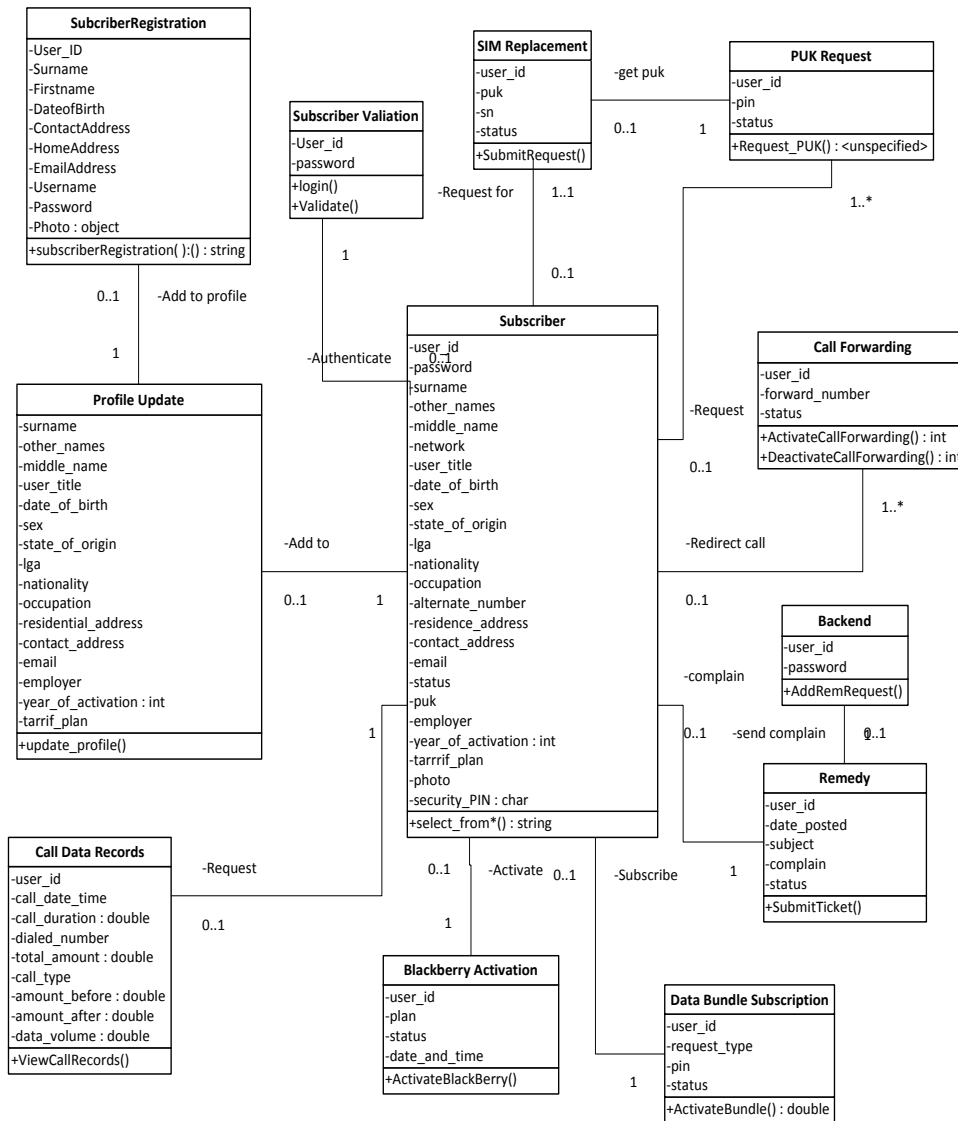 SubcriberRegistration
-User_ID
-Surname
-Firstname
-DateofBirth
-ContactAddress
-HomeAddress
-EmailAddress
-Username
-Password
-Photo : object
+subscriberRegistration( ):() : string
0..1
-Add to profile
1
Subscriber Valiation
-User_id
-password
+login()
+Validate()
1
-Authenticate
0..1
SIM Replacement
-user_id
-puk
-sn
-status
+SubmitRequest()
-Request for
1..1
0..1
-get puk
0..1
1
PUK Request
-user_id
-pin
-status
+Request_PUK() : <unspecified>
1..*
-Request
0..1
Profile Update
-surname
-other_names
-middle_name
-user_title
-date_of_birth
-sex
-state_of_origin
-lga
-nationality
-occupation
-residential_address
-contact_address
-email
-employer
-year_of_activation : int
-tarrif_plan
+update_profile()
-Add to
0..1
1
Subscriber
-user_id
-password
-surname
-other_names
-middle_name
-network
-user_title
-date_of_birth
-sex
-state_of_origin
-lga
-nationality
-occupation
-alternate_number
-residence_address
-contact_address
-email
-status
-puk
-employer
-year_of_activation : int
-tarrrif_plan
-photo
-security_PIN : char
+select_from*() : string
Call Forwarding
-user_id
-forward_number
-status
+ActivateCallForwarding() : int
+DeactivateCallForwarding() : int
1..*
-Redirect call
0..1
Backend
-user_id
-password
+AddRemRequest()
-complain
0..1
-send complain
1
0..1
Remedy
-user_id
-date_posted
-subject
-complain
-status
+SubmitTicket()
1
Call Data Records
-user_id
-call_date_time
-call_duration : double
-dialed_number
-total_amount : double
-call_type
-amount_before : double
-amount_after : double
-data_volume : double
+ViewCallRecords()
1
-Request
0..1
0..1
-Activate
1
Blackberry Activation
-user_id
-plan
-status
-date_and_time
+ActivateBlackBerry()
0..1
-Subscribe
1
Data Bundle Subscription
-user_id
-request_type
-pin
-status
+ActivateBundle() : double